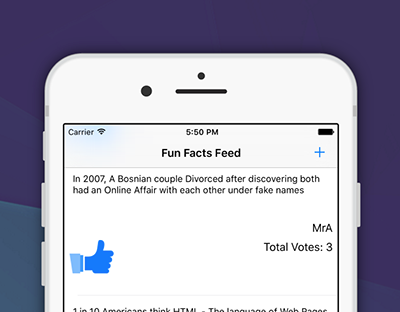 Carrier 5:50 PM
Fun Facts Feed +
In 2007, A Bosnian couple Divorced after discovering both
had an Online Affair with each other under fake names
MrA
Total Votes: 3
1 in 10 Americans think HTML - The language of Web Pages